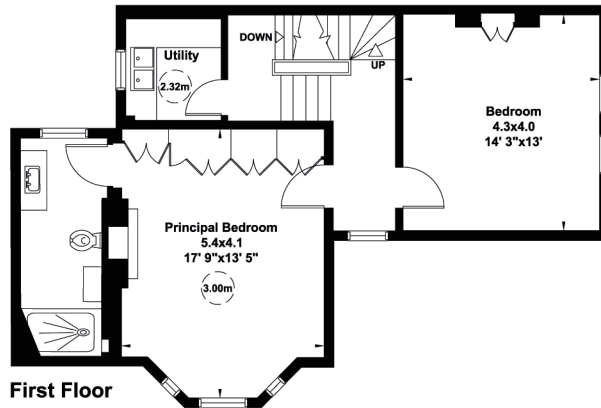 Utility
2.32m
DOWN
UP
Bedroom
4.3x4.0
14' 3"x13'
Principal Bedroom
5.4x4.1
17' 9"x13' 5"
3.00m
First Floor